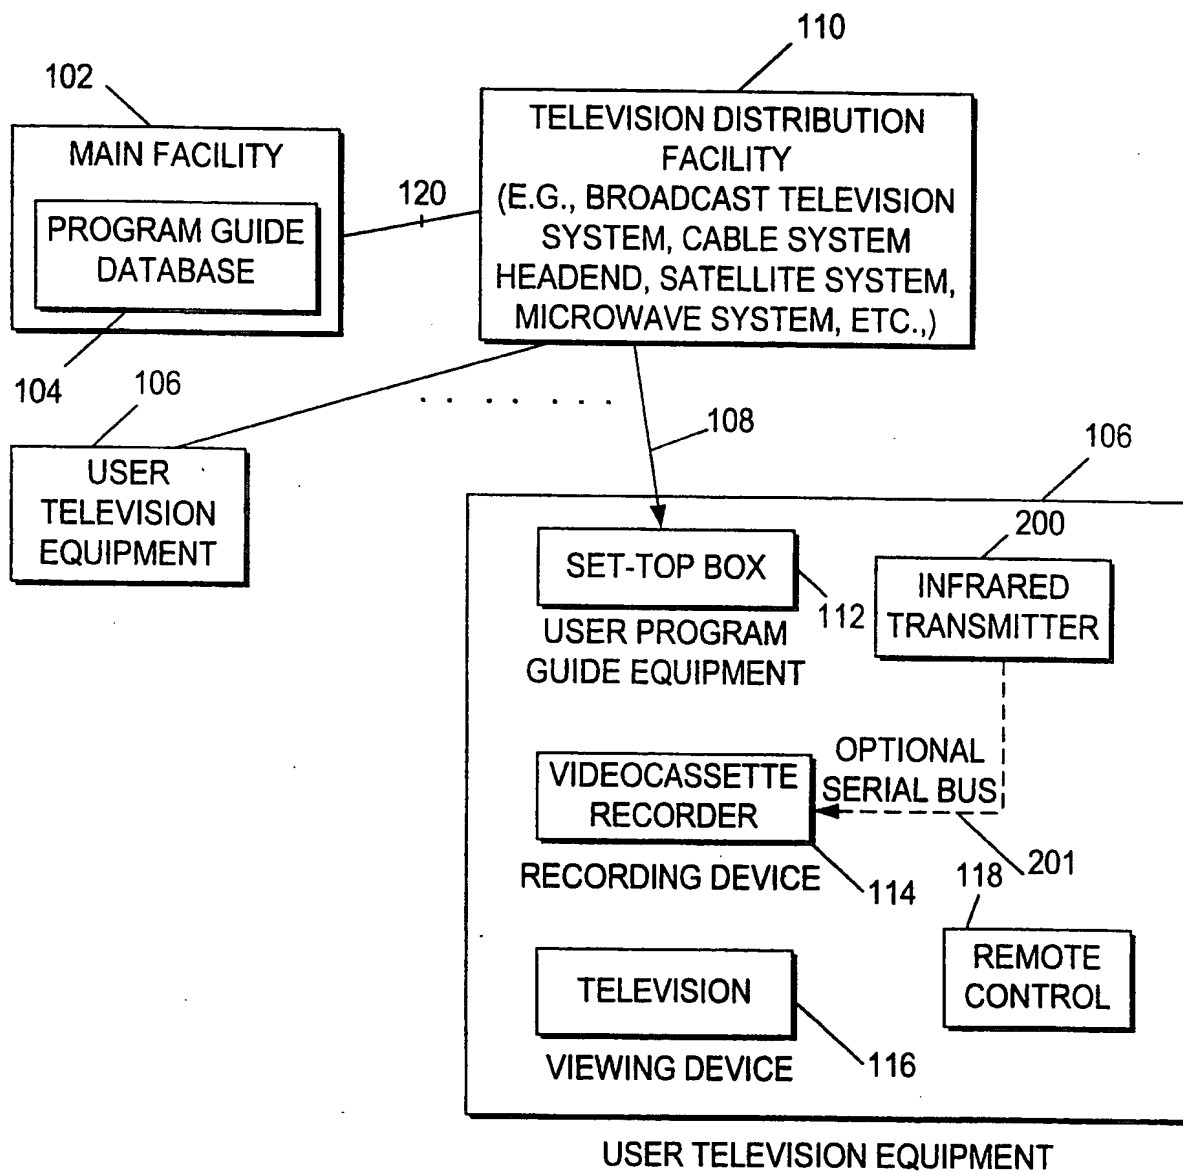 110
102
TELEVISION DISTRIBUTION
FACILITY
(E.G., BROADCAST TELEVISION
SYSTEM, CABLE SYSTEM
HEADEND, SATELLITE SYSTEM,
MICROWAVE SYSTEM, ETC.,)
MAIN FACILITY
PROGRAM GUIDE
DATABASE
120
104
106
USER
TELEVISION
EQUIPMENT
108
106
200
SET-TOP BOX
112
USER PROGRAM
GUIDE EQUIPMENT
INFRARED
TRANSMITTER
OPTIONAL
SERIAL BUS
VIDEOCASSETTE
RECORDER
201
RECORDING DEVICE
114
118
REMOTE
CONTROL
TELEVISION
VIEWING DEVICE
116
USER TELEVISION EQUIPMENT